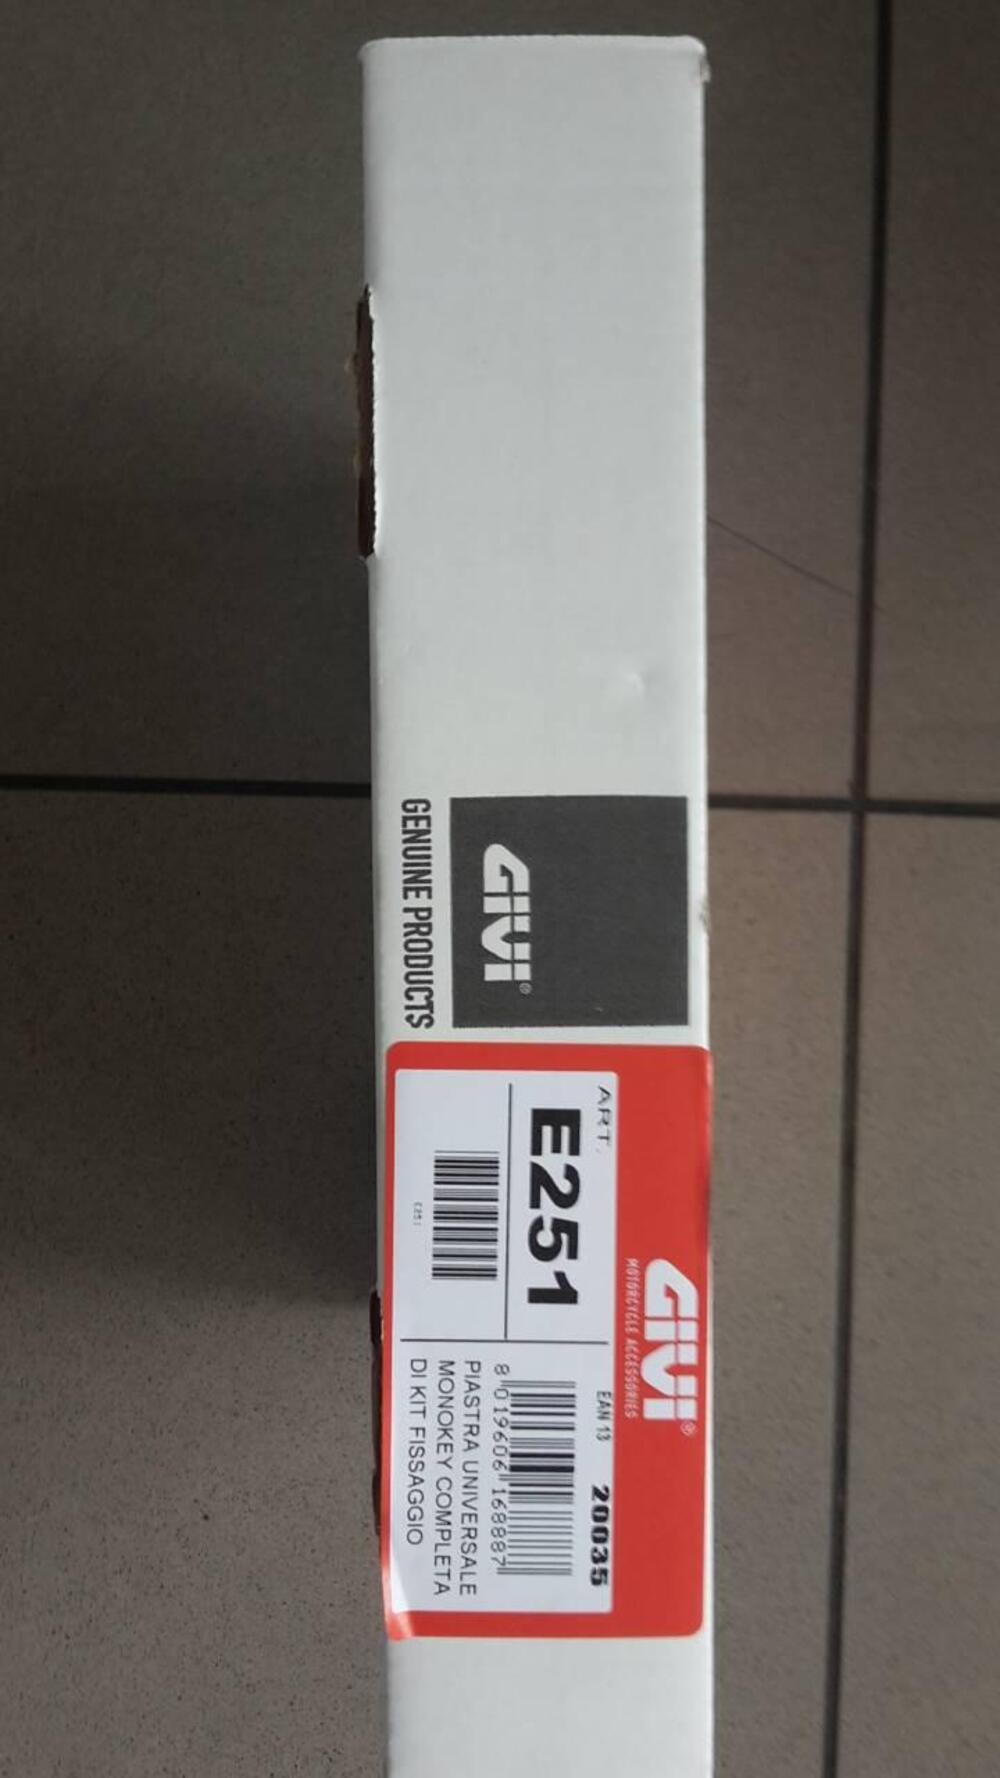 GIVI®
GENUINE PRODUCTS
GIVI®
MOTORCYCLE ACCESSORIES
ART.
E251
E251
EAN 13
20035
8 019606 168887
PIASTRA UNIVERSALE
MONOKEY COMPLETA
DI KIT FISSAGGIO